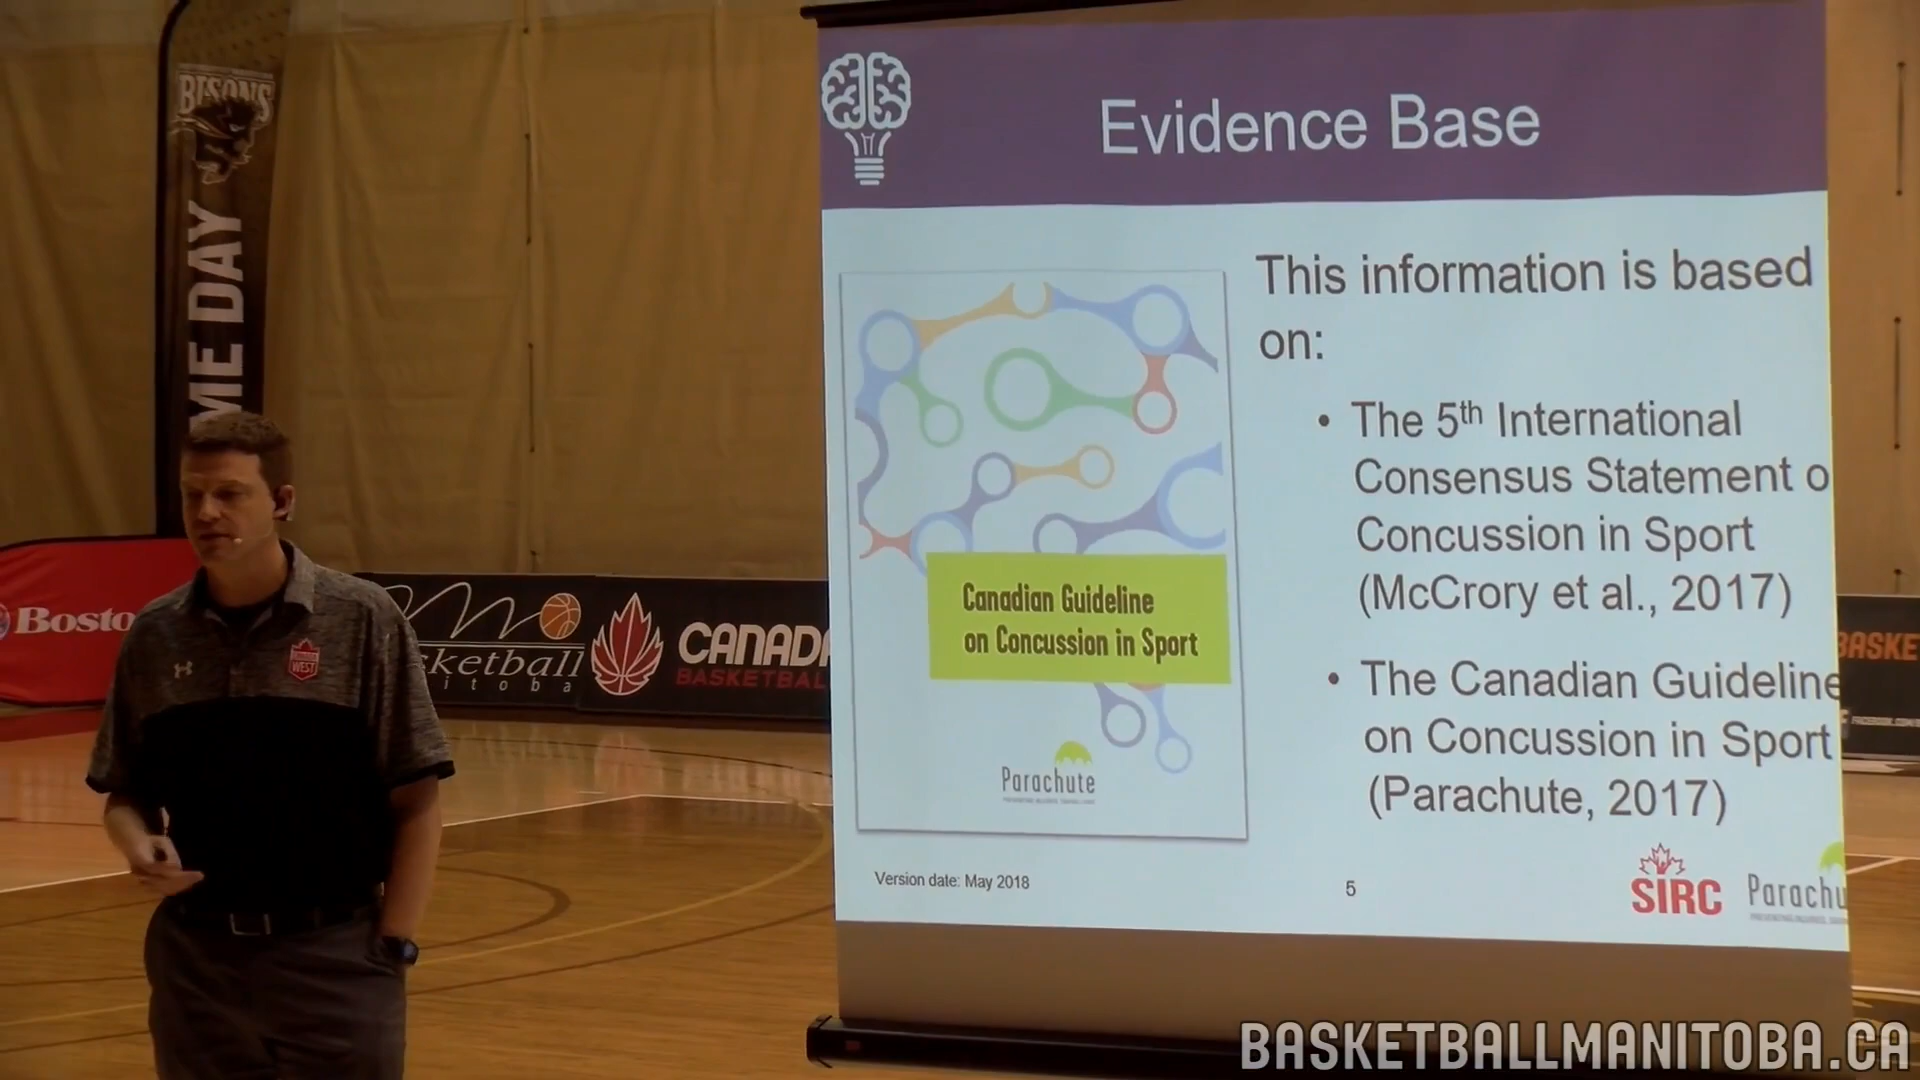 BISONS
ME DAY
Bosto
sketball
itoba
CANADA
BASKETBAL
Evidence Base
This information is based
on:
• The 5th International
Consensus Statement o
Concussion in Sport
(McCrory et al., 2017)
• The Canadian Guideline
on Concussion in Sport
(Parachute, 2017)
Canadian Guideline
on Concussion in Sport
Parachute
Version date: May 2018
5
SIRC
Parachu
WEST
BASKE
BASKETBALLMANITOBA.CA